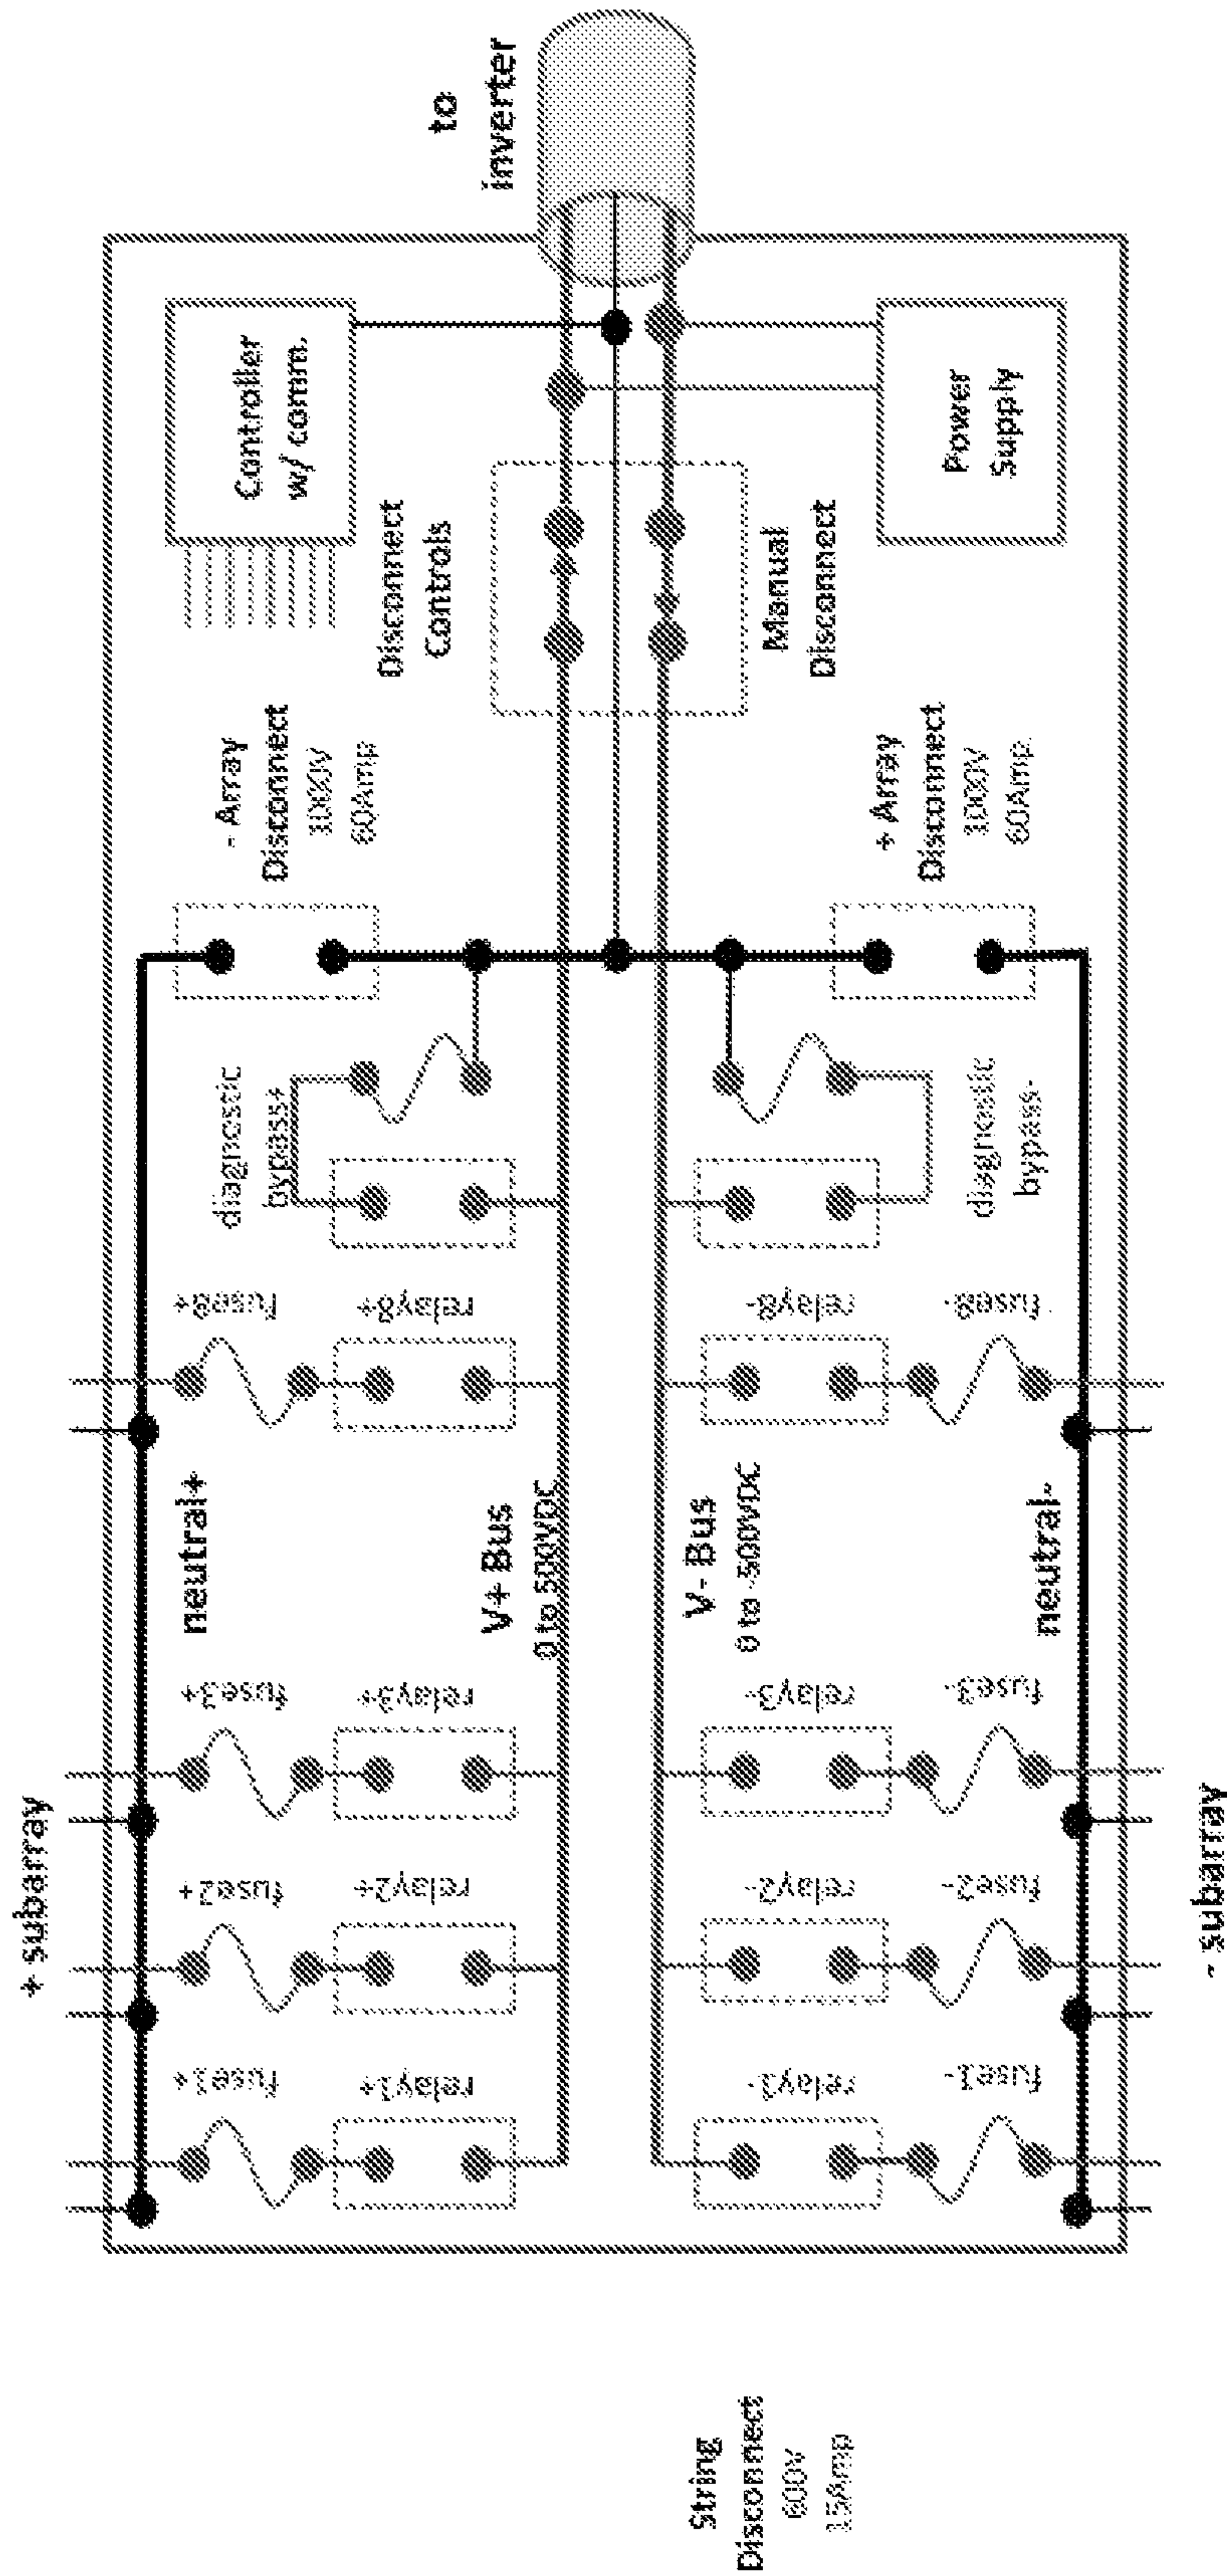 + subarray
neutral+
fuse1+
fuse2+
fuse3+
fuse8+
relay1+
relay2+
relay3+
relay8+
diagnostic
bypass+
- Array
Disconnect
1000V
60Amp
Controller
w/ comm.
Disconnect
Controls
to
inverter
V+ Bus
0 to 500VDC
V- Bus
0 to -500VDC
Manual
Disconnect
String
Disconnect
600V
15Amp
relay1-
relay2-
relay3-
relay8-
fuse1-
fuse2-
fuse3-
fuse8-
diagnostic
bypass-
+ Array
Disconnect
1000V
60Amp
Power
Supply
neutral-
- subarray